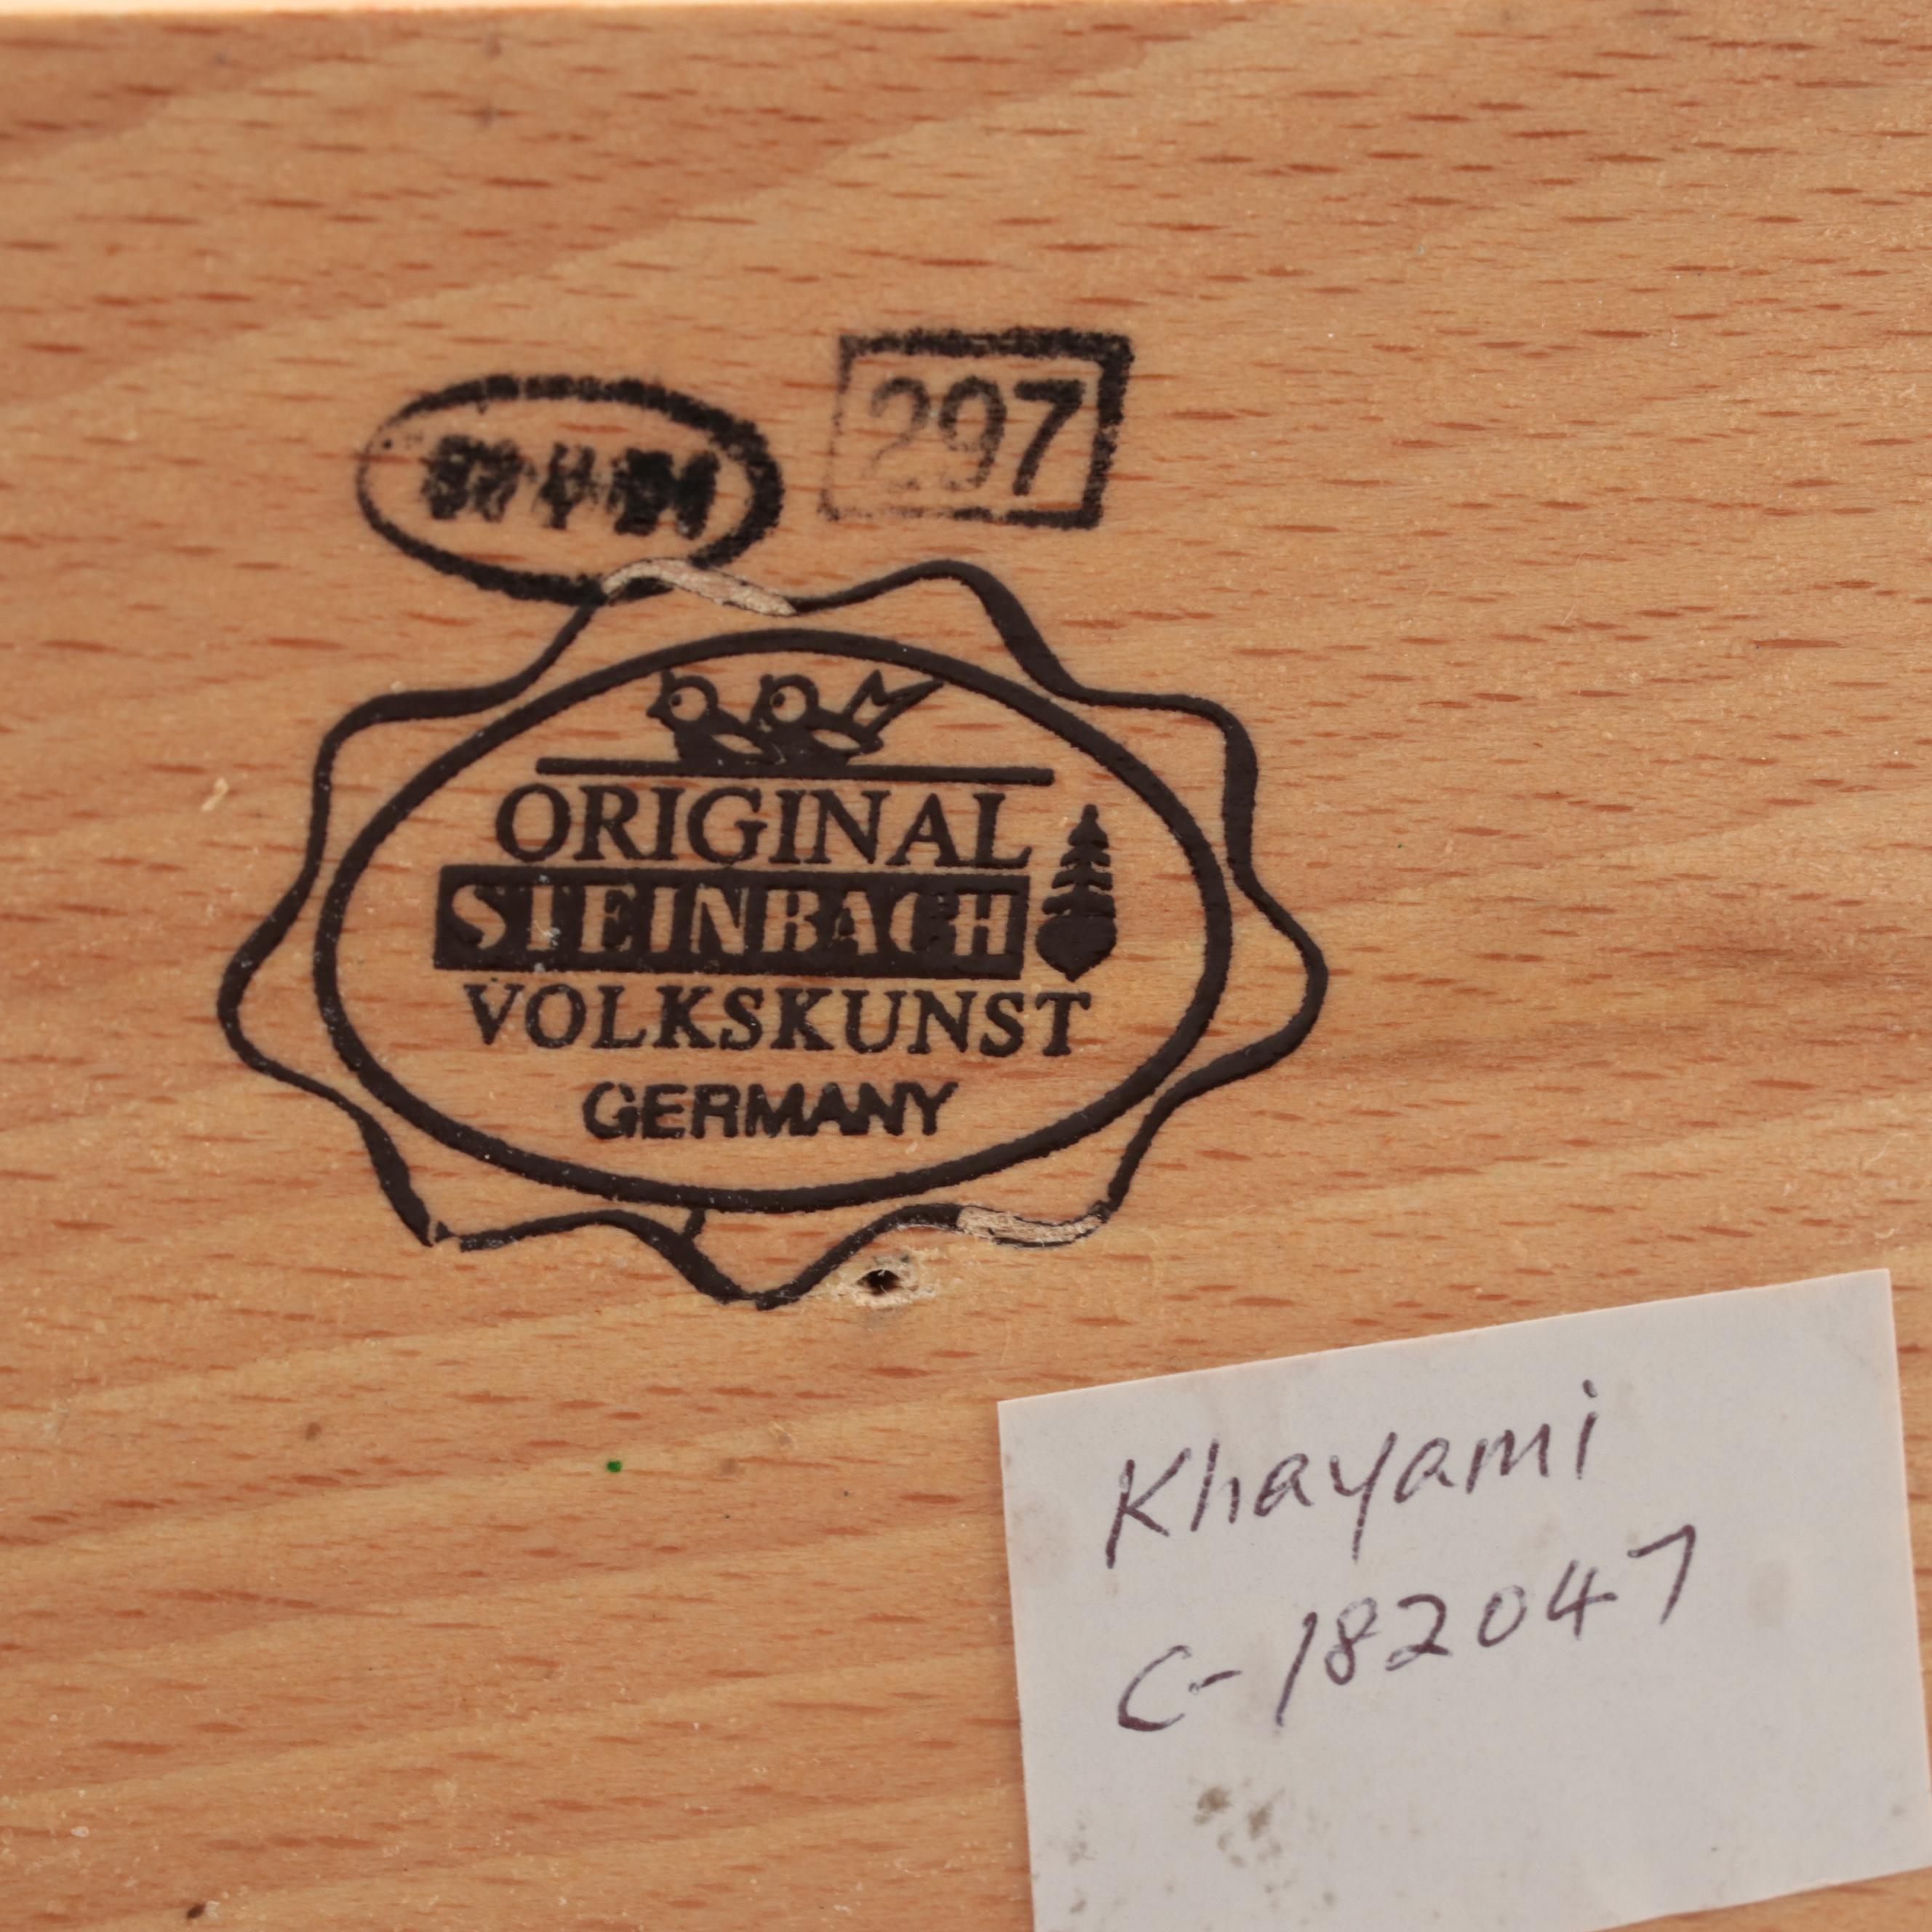 297
ORIGINAL
STEINBACH
VOLKSKUNST
GERMANY
Khayami
C-182047